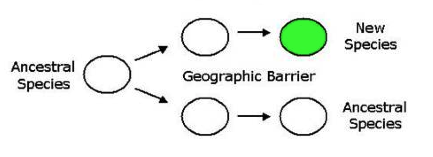 New
Species
Ancestral
Species
Geographic Barrier
Ancestral
Species